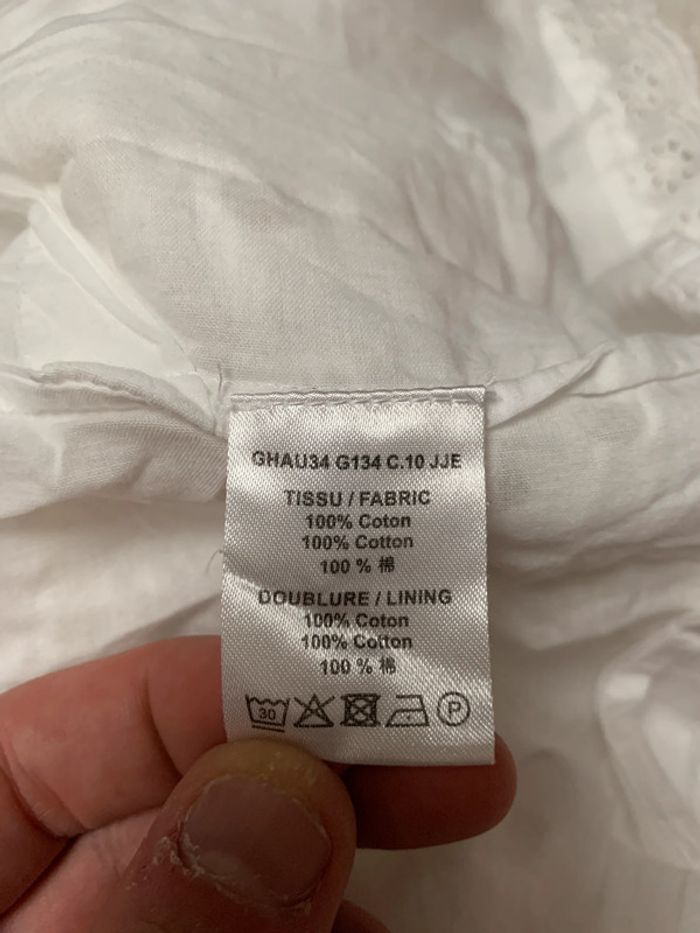 GHAU34 G134 C.10 JJE
TISSU / FABRIC
100% Coton
100% Cotton
100 % 棉
DOUBLURE / LINING
100% Coton
100% Cotton
100 % 棉
30 P